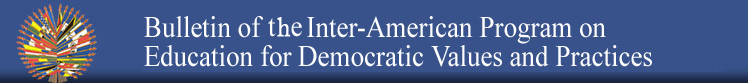 Bulletin of the Inter-American Program on
Education for Democratic Values and Practices